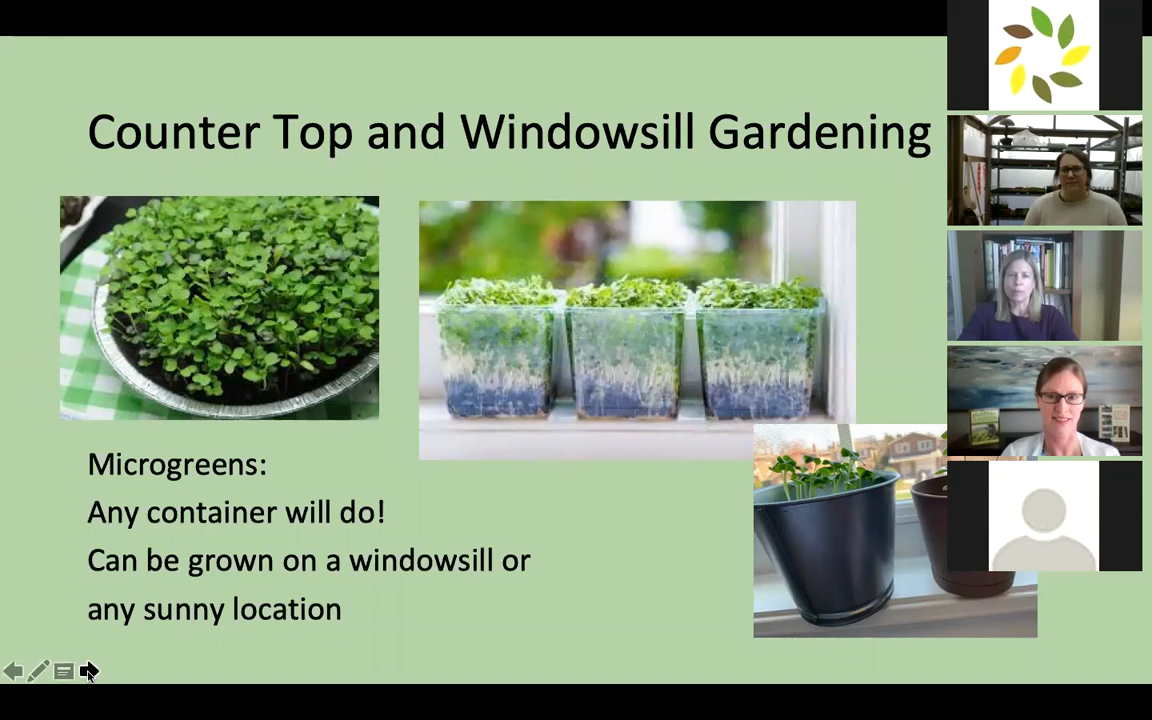 Counter Top and Windowsill Gardening
Microgreens:
Any container will do!
Can be grown on a windowsill or
any sunny location